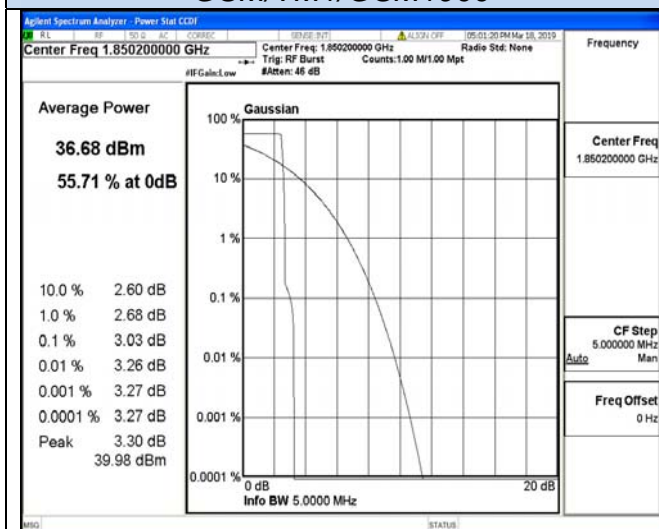 Agilent Spectrum Analyzer - Power Stat CCDF
RL RF 50 Ω AC CORREC SENSE:INT ALIGN OFF 05:01:20 PM Mar 18, 2019
Center Freq 1.850200000 GHz
Center Freq: 1.850200000 GHz Radio Std: None
Trig: RF Burst Counts:1.00 M/1.00 Mpt
#IFGain:Low #Atten: 46 dB
Frequency
Average Power
36.68 dBm
55.71 % at 0dB
10.0 % 2.60 dB
1.0 % 2.68 dB
0.1 % 3.03 dB
0.01 % 3.26 dB
0.001 % 3.27 dB
0.0001 % 3.27 dB
Peak 3.30 dB
39.98 dBm
Gaussian
100 %
10 %
1 %
0.1 %
0.01 %
0.001 %
0.0001 %
0 dB 20 dB
Info BW 5.0000 MHz
Center Freq
1.850200000 GHz
CF Step
5.000000 MHz
Auto Man
Freq Offset
0 Hz
MSG STATUS